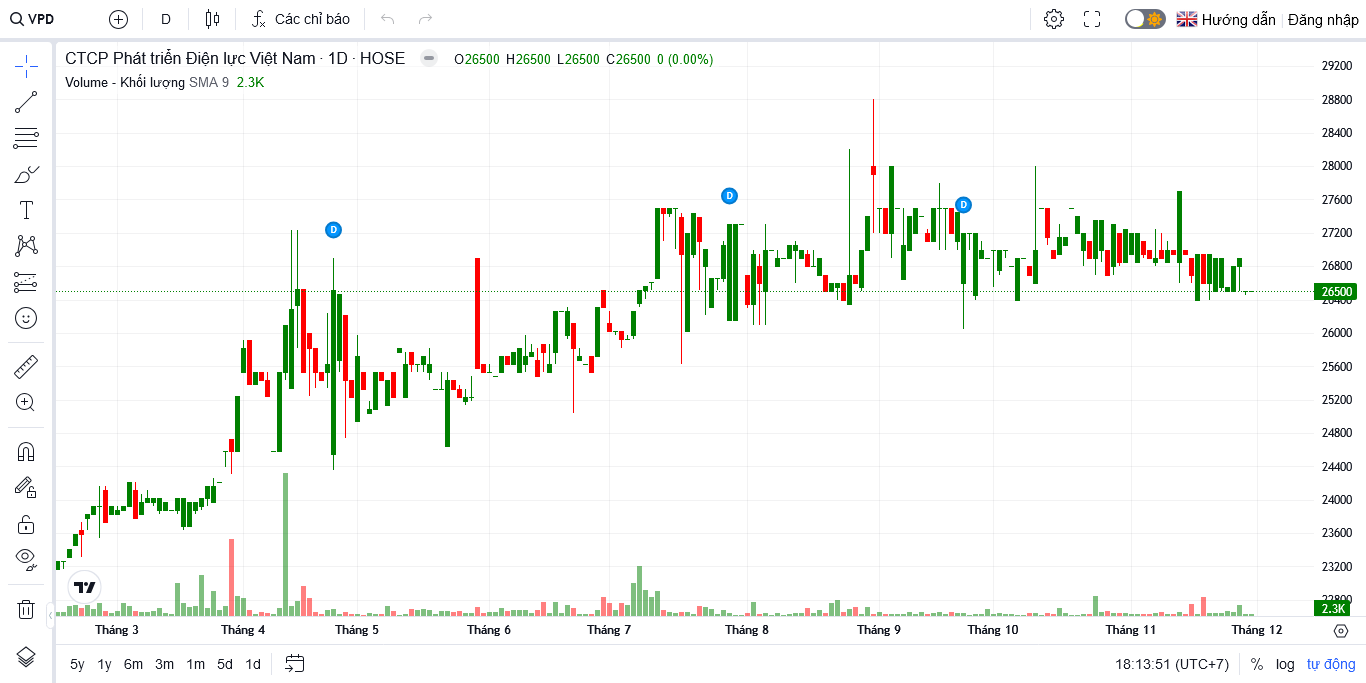 VPD D Các chỉ báo Hướng dẫn Đăng nhập
CTCP Phát triển Điện lực Việt Nam · 1D · HOSE O26500 H26500 L26500 C26500 0 (0.00%)
Volume - Khối lượng SMA 9 2.3K
D
D
D
29200
28800
28400
28000
27600
27200
26800
26500
26400
26000
25600
25200
24800
24400
24000
23600
23200
22800
2.3K
Tháng 3 Tháng 4 Tháng 5 Tháng 6 Tháng 7 Tháng 8 Tháng 9 Tháng 10 Tháng 11 Tháng 12
5y 1y 6m 3m 1m 5d 1d 18:13:51 (UTC+7) % log tự động